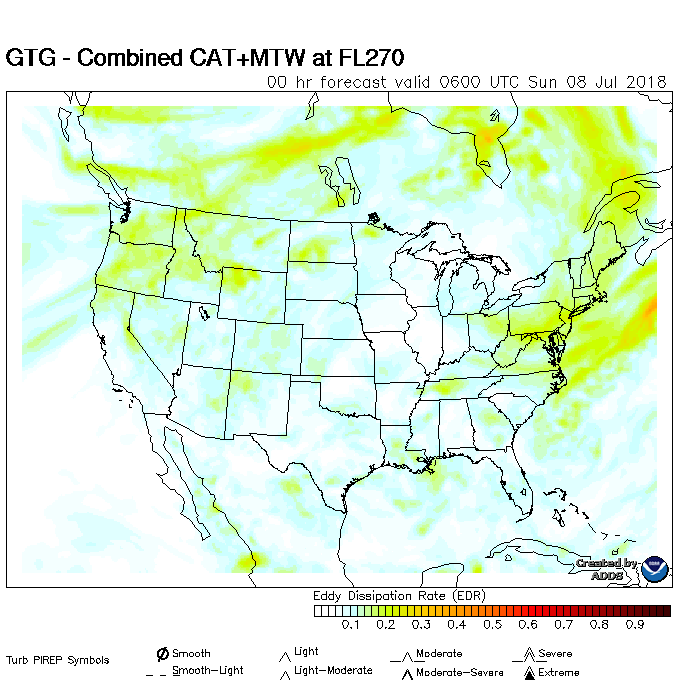 GTG - Combined CAT+MTW at FL270
00 hr forecast valid 0600 UTC Sun 08 Jul 2018
Created by
ADDS
Eddy Dissipation Rate (EDR)
0.1 0.2 0.3 0.4 0.5 0.6 0.7 0.8 0.9
Turb PIREP Symbols
Smooth Light Moderate Severe
Smooth-Light Light-Moderate Moderate-Severe Extreme